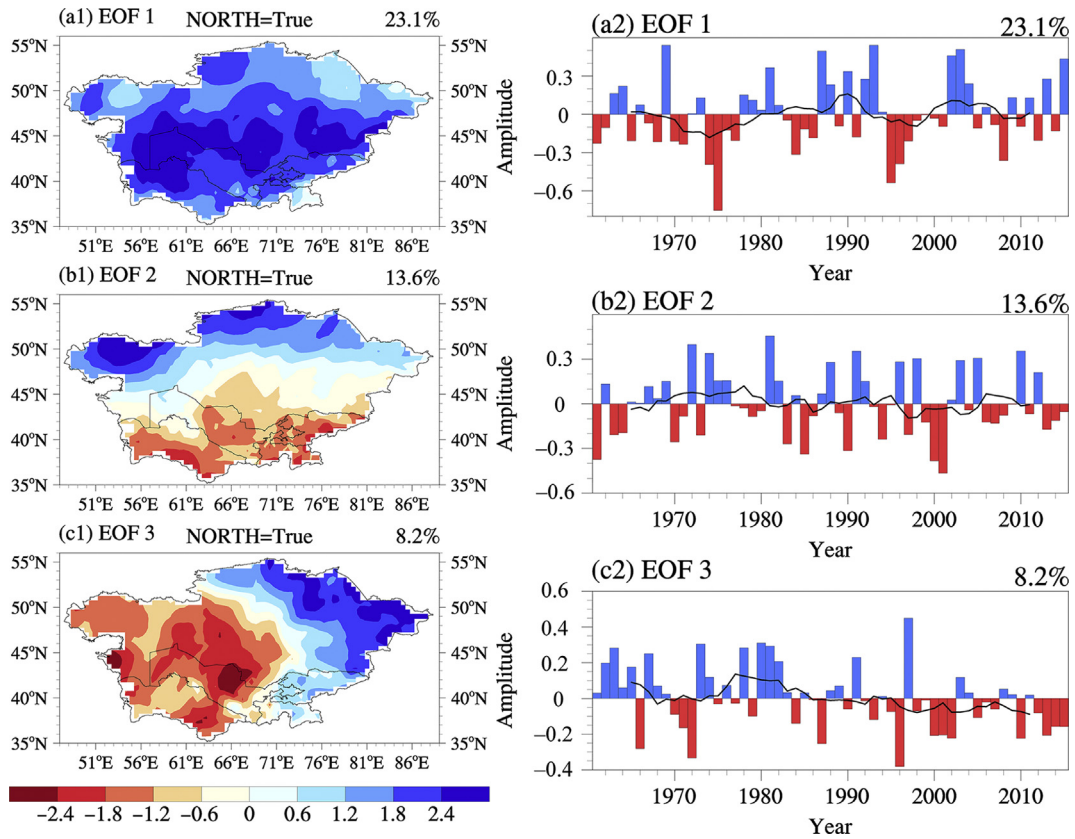 (a1) EOF 1 NORTH=True 23.1%
55°N 55°N
50°N 50°N
45°N 45°N
40°N 40°N
35°N 35°N
51°E 56°E 61°E 66°E 71°E 76°E 81°E 86°E
(b1) EOF 2 NORTH=True 13.6%
55°N 55°N
50°N 50°N
45°N 45°N
40°N 40°N
35°N 35°N
51°E 56°E 61°E 66°E 71°E 76°E 81°E 86°E
(c1) EOF 3 NORTH=True 8.2%
55°N 55°N
50°N 50°N
45°N 45°N
40°N 40°N
35°N 35°N
51°E 56°E 61°E 66°E 71°E 76°E 81°E 86°E
−2.4 −1.8 −1.2 −0.6 0 0.6 1.2 1.8 2.4
(a2) EOF 1 23.1%
Amplitude
0.3
0
−0.3
−0.6
1970 1980 1990 2000 2010
Year
(b2) EOF 2 13.6%
Amplitude
0.3
0
−0.3
−0.6
1970 1980 1990 2000 2010
Year
(c2) EOF 3 8.2%
Amplitude
0.6
0.4
0.2
0
−0.2
−0.4
1970 1980 1990 2000 2010
Year